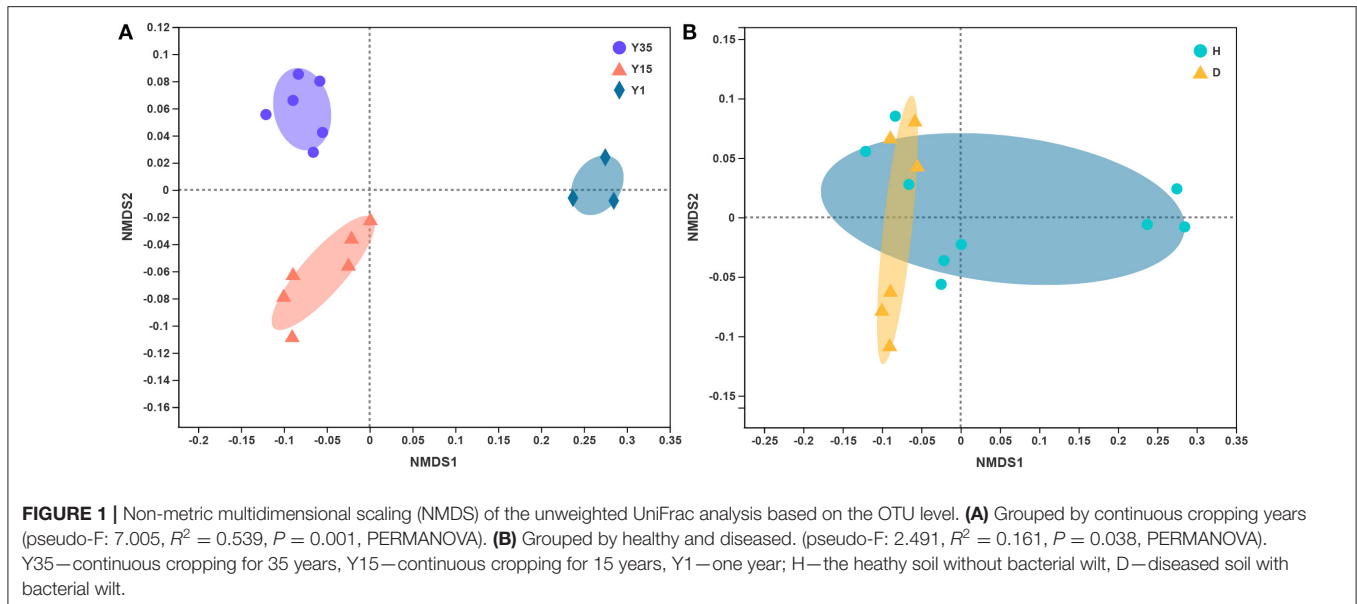 A
Y35
Y15
Y1
0.12
0.1
0.08
0.06
0.04
0.02
0
-0.02
-0.04
-0.06
-0.08
-0.1
-0.12
-0.14
-0.16
NMDS2
-0.2 -0.15 -0.1 -0.05 0 0.05 0.1 0.15 0.2 0.25 0.3 0.35
NMDS1
B
H
D
0.15
0.1
0.05
0
-0.05
-0.1
-0.15
NMDS2
-0.25 -0.2 -0.15 -0.1 -0.05 0 0.05 0.1 0.15 0.2 0.25 0.3 0.35
NMDS1
FIGURE 1 | Non-metric multidimensional scaling (NMDS) of the unweighted UniFrac analysis based on the OTU level. (A) Grouped by continuous cropping years
(pseudo-F: 7.005, R² = 0.539, P = 0.001, PERMANOVA). (B) Grouped by healthy and diseased. (pseudo-F: 2.491, R² = 0.161, P = 0.038, PERMANOVA).
Y35—continuous cropping for 35 years, Y15—continuous cropping for 15 years, Y1—one year; H—the heathy soil without bacterial wilt, D—diseased soil with
bacterial wilt.